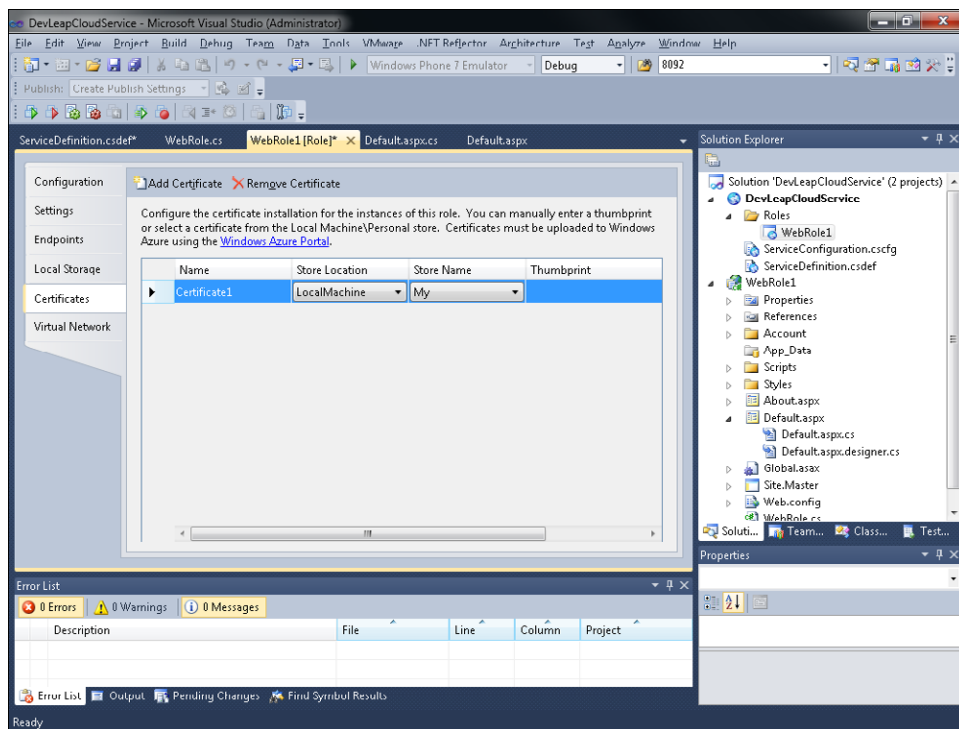 DevLeapCloudService - Microsoft Visual Studio (Administrator)
File Edit View Project Build Debug Team Data Tools VMware .NET Reflector Architecture Test Analyze Window Help
Windows Phone 7 Emulator Debug 8092
Publish: Create Publish Settings
ServiceDefinition.csdef* WebRole.cs WebRole1 [Role]* Default.aspx.cs Default.aspx
Configuration
Settings
Endpoints
Local Storage
Certificates
Virtual Network
Add Certificate Remove Certificate
Configure the certificate installation for the instances of this role. You can manually enter a thumbprint
or select a certificate from the Local Machine\Personal store. Certificates must be uploaded to Windows
Azure using the Windows Azure Portal.
Name Store Location Store Name Thumbprint
Certificate1 LocalMachine My
Solution Explorer
Solution 'DevLeapCloudService' (2 projects)
DevLeapCloudService
Roles
WebRole1
ServiceConfiguration.cscfg
ServiceDefinition.csdef
WebRole1
Properties
References
Account
App_Data
Scripts
Styles
About.aspx
Default.aspx
Default.aspx.cs
Default.aspx.designer.cs
Global.asax
Site.Master
Web.config
WebRole.cs
Soluti... Team... Class... Test...
Properties
Error List
0 Errors 0 Warnings 0 Messages
Description File Line Column Project
Error List Output Pending Changes Find Symbol Results
Ready